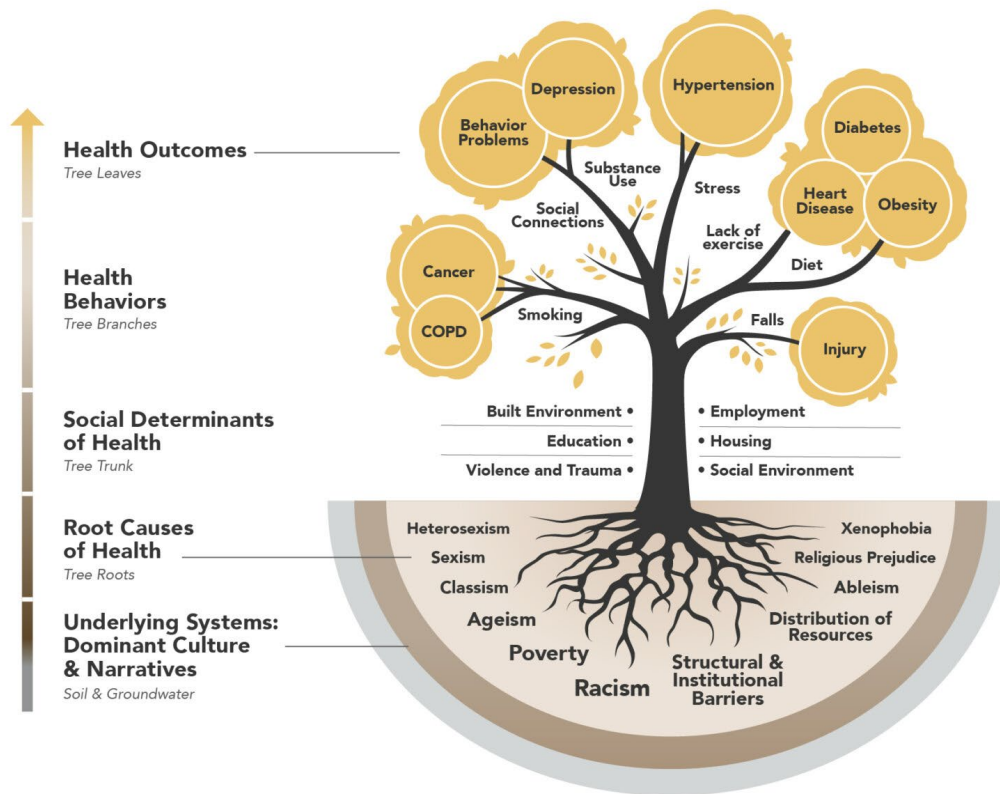 Health Outcomes
Tree Leaves
Health
Behaviors
Tree Branches
Social Determinants
of Health
Tree Trunk
Root Causes
of Health
Tree Roots
Underlying Systems:
Dominant Culture
& Narratives
Soil & Groundwater
Depression
Behavior
Problems
Hypertension
Diabetes
Heart
Disease
Obesity
Substance
Use
Social
Connections
Stress
Lack of
exercise
Diet
Cancer
COPD
Smoking
Falls
Injury
Built Environment •
Education •
Violence and Trauma •
• Employment
• Housing
• Social Environment
Heterosexism
Sexism
Classism
Ageism
Poverty
Racism
Xenophobia
Religious Prejudice
Ableism
Distribution of
Resources
Structural &
Institutional
Barriers